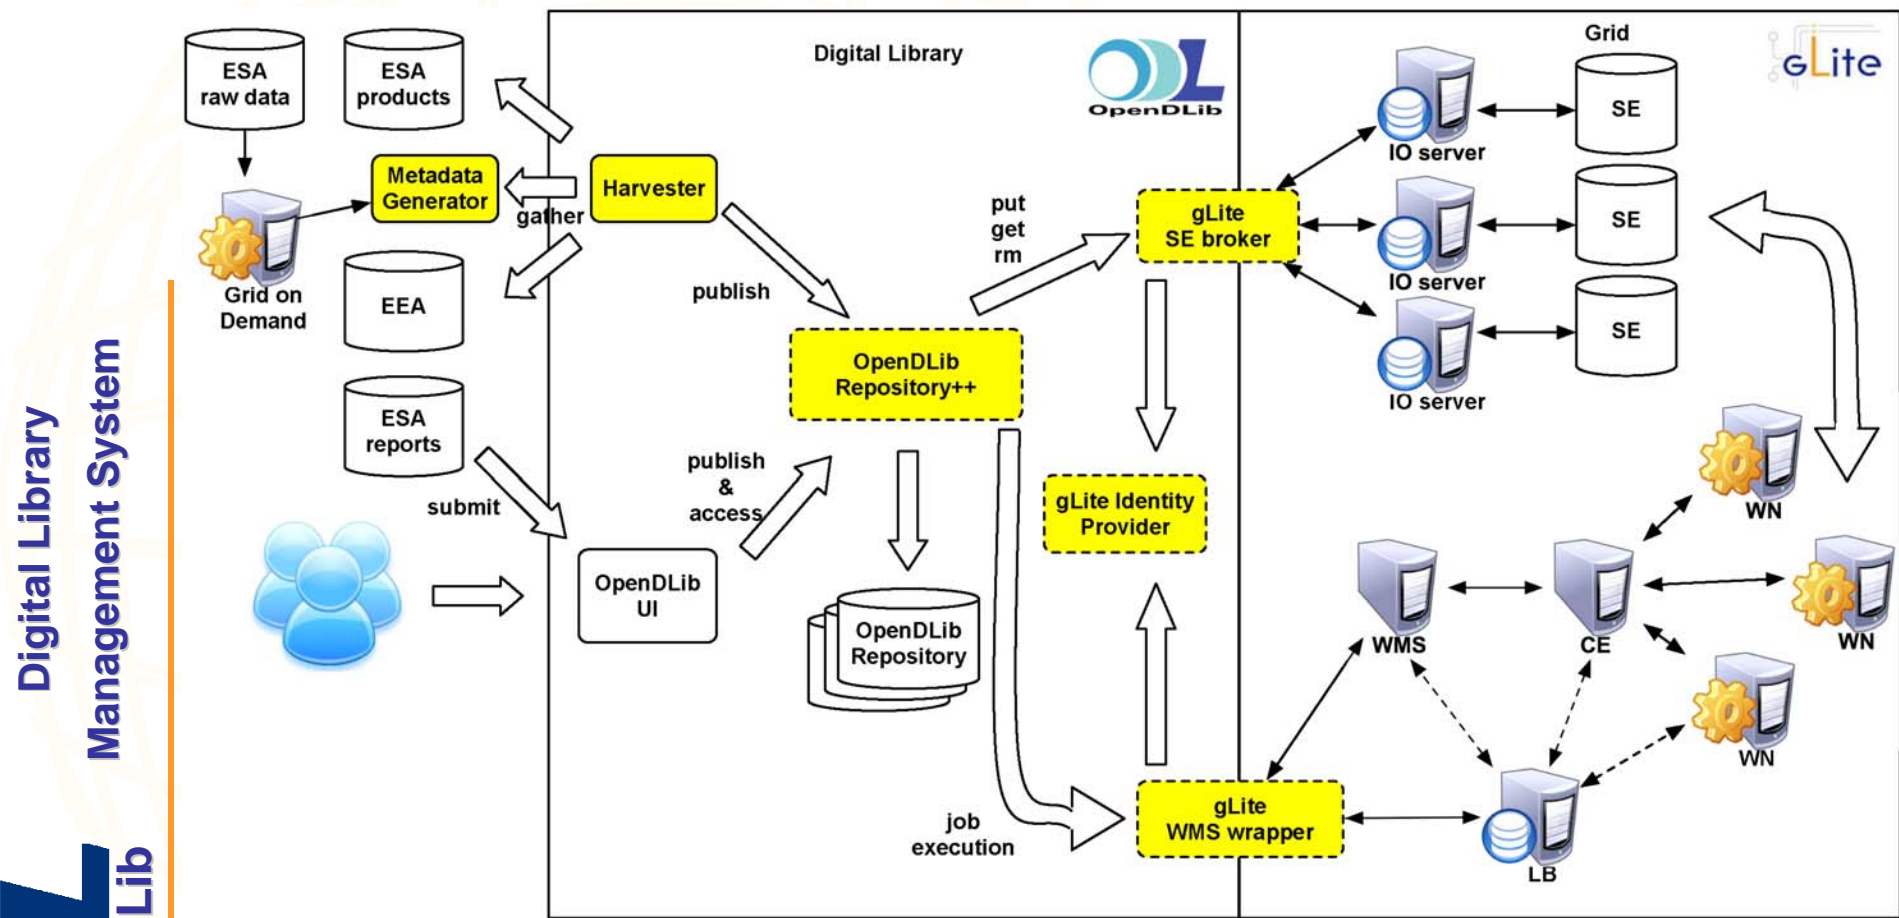 Digital Library
Management System
Lib
ESA
raw data
ESA
products
Metadata
Generator
gather
Harvester
Grid on
Demand
EEA
ESA
reports
submit
Digital Library
OpenDLib
publish
put
get
rm
OpenDLib
Repository++
publish
&
access
OpenDLib
UI
OpenDLib
Repository
job
execution
gLite
SE broker
gLite Identity
Provider
gLite
WMS wrapper
Grid
gLite
IO server
SE
IO server
SE
IO server
SE
WN
WMS
CE
WN
WN
LB